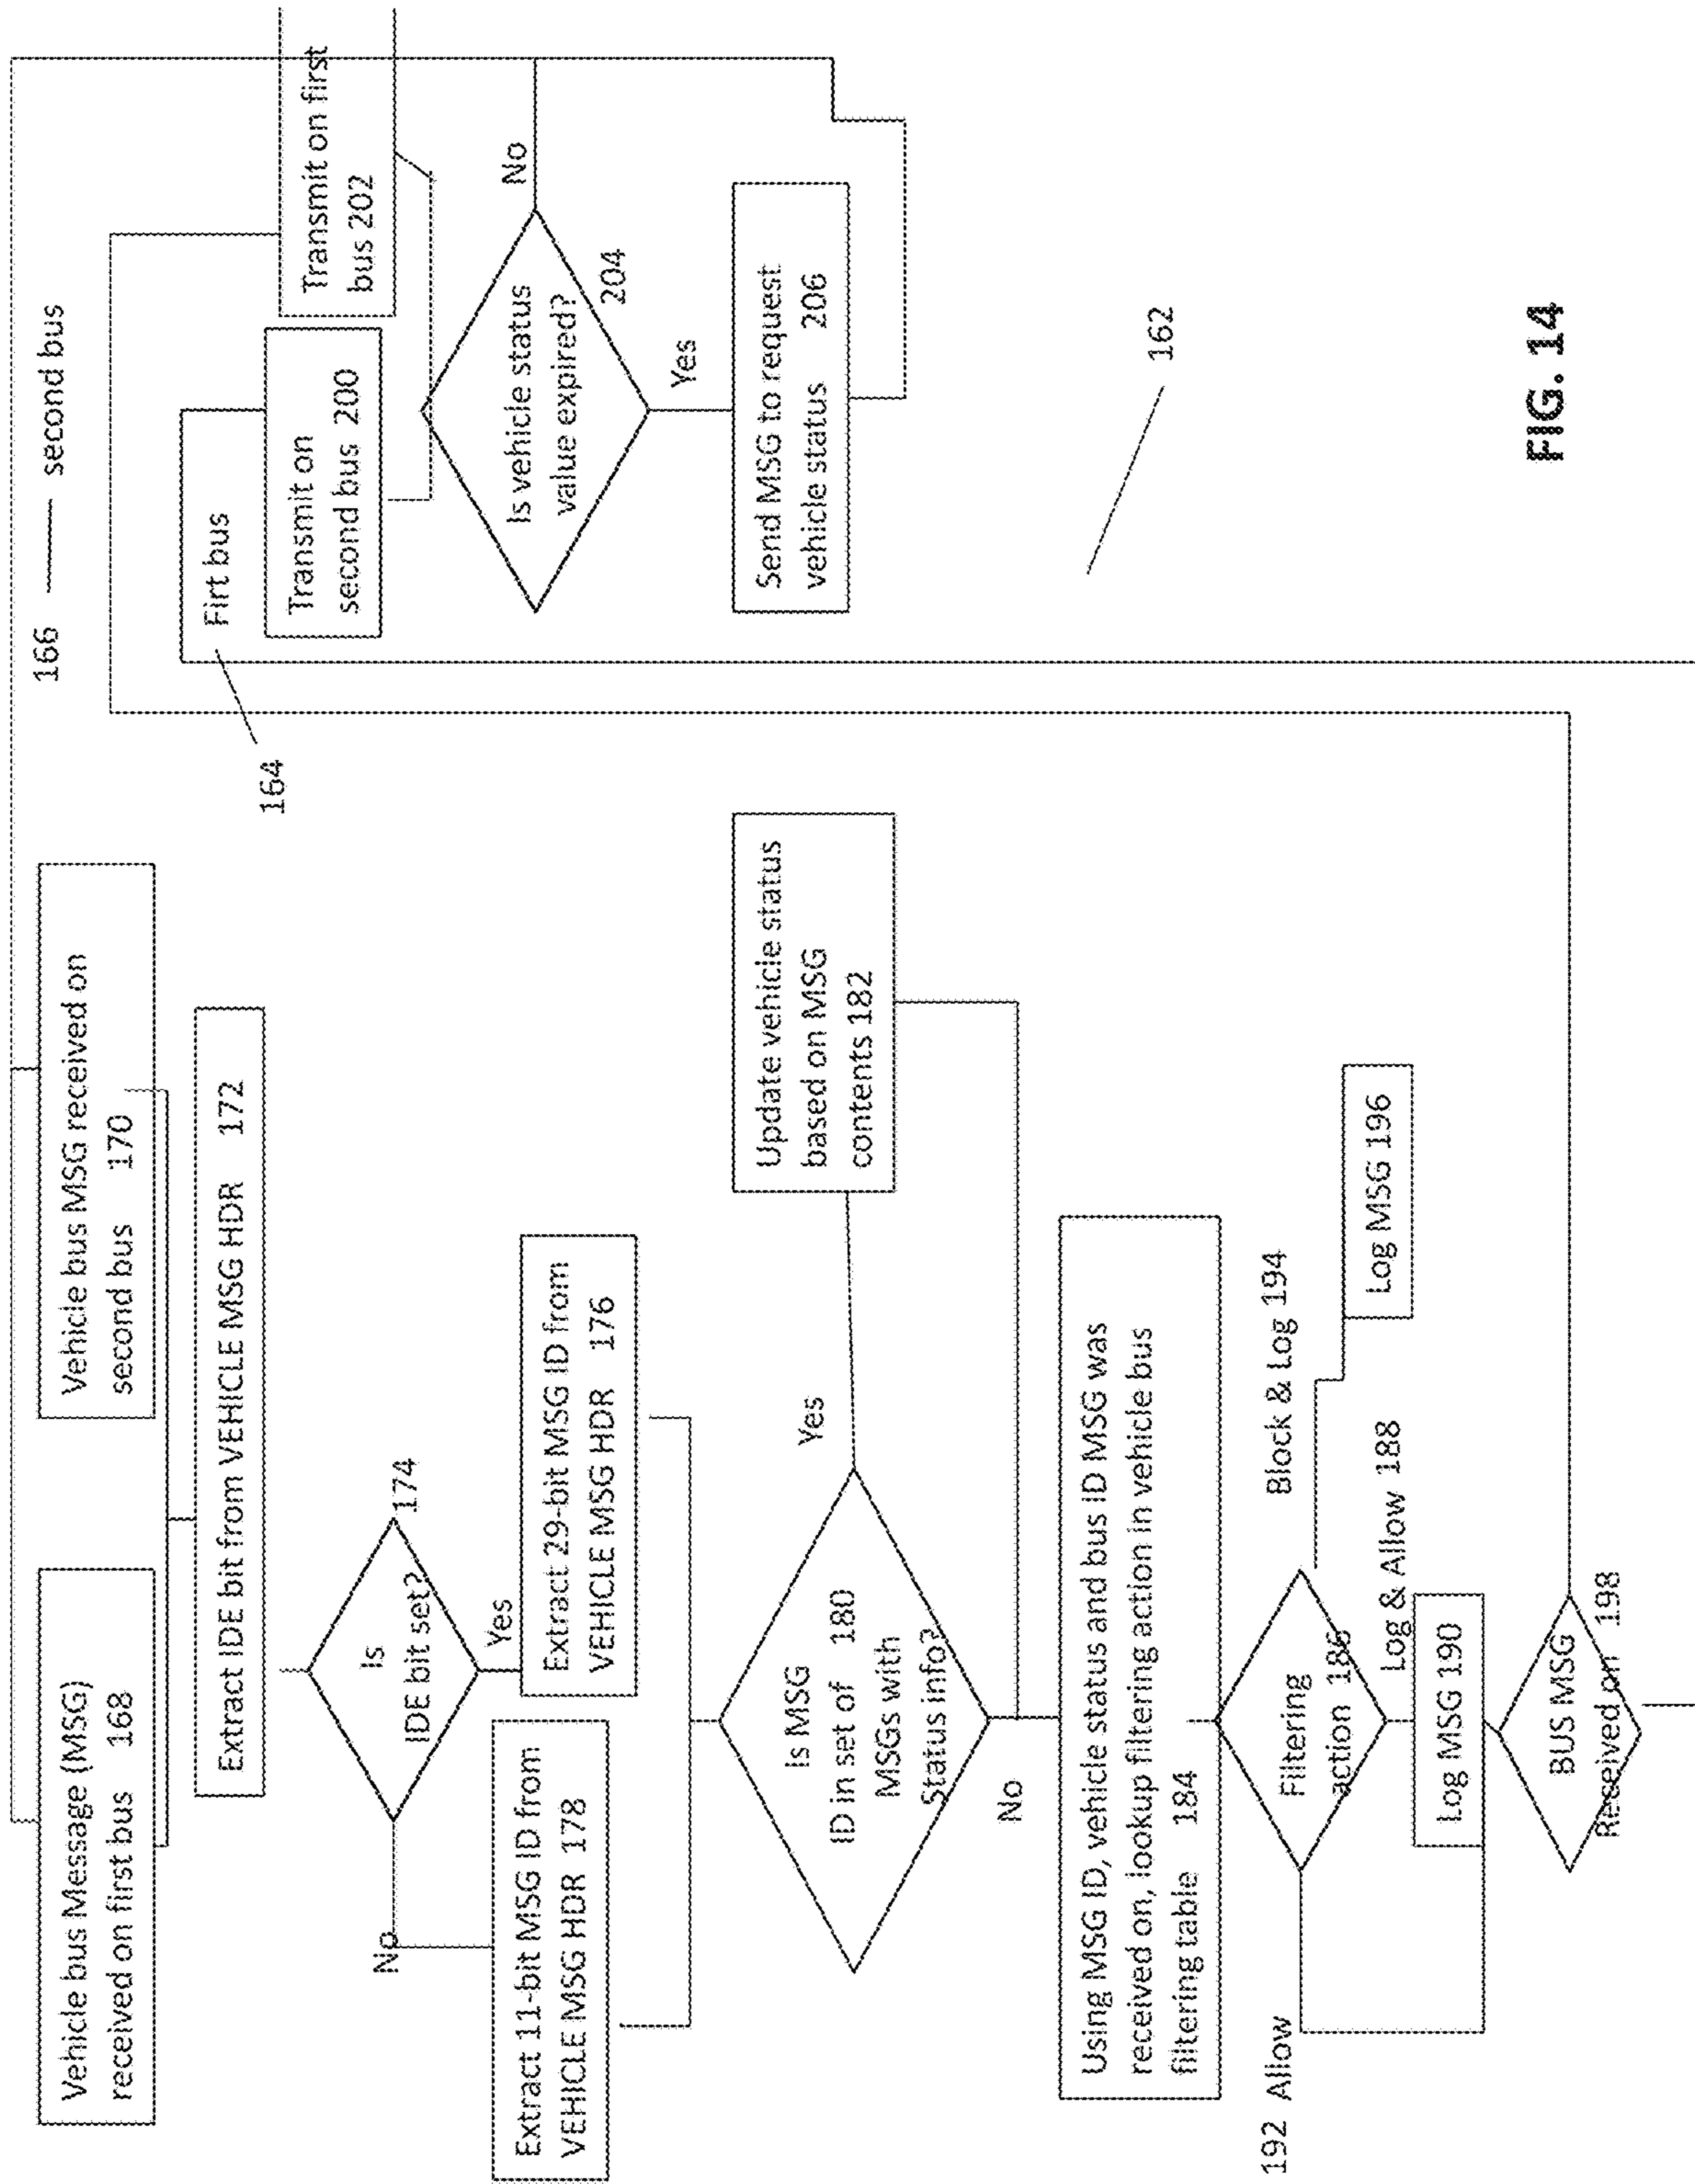 Vehicle bus Message (MSG)
received on first bus 168
Vehicle bus MSG received on
second bus 170
Extract IDE bit from VEHICLE MSG HDR 172
Is
IDE bit set?
174
No
Yes
Extract 11-bit MSG ID from
VEHICLE MSG HDR 178
Extract 29-bit MSG ID from
VEHICLE MSG HDR 176
Is MSG
ID in set of 180
MSGs with
Status info?
Yes
No
Update vehicle status
based on MSG
contents 182
Using MSG ID, vehicle status and bus ID MSG was
received on, lookup filtering action in vehicle bus
filtering table 184
192 Allow
Filtering
action 186
Block & Log 194
Log MSG 196
Log & Allow 188
Log MSG 190
BUS MSG
Received on 198
166
second bus
164
Firt bus
Transmit on
second bus 200
Transmit on first
bus 202
Is vehicle status
value expired?
204
No
Yes
Send MSG to request
vehicle status 206
162
FIG. 14